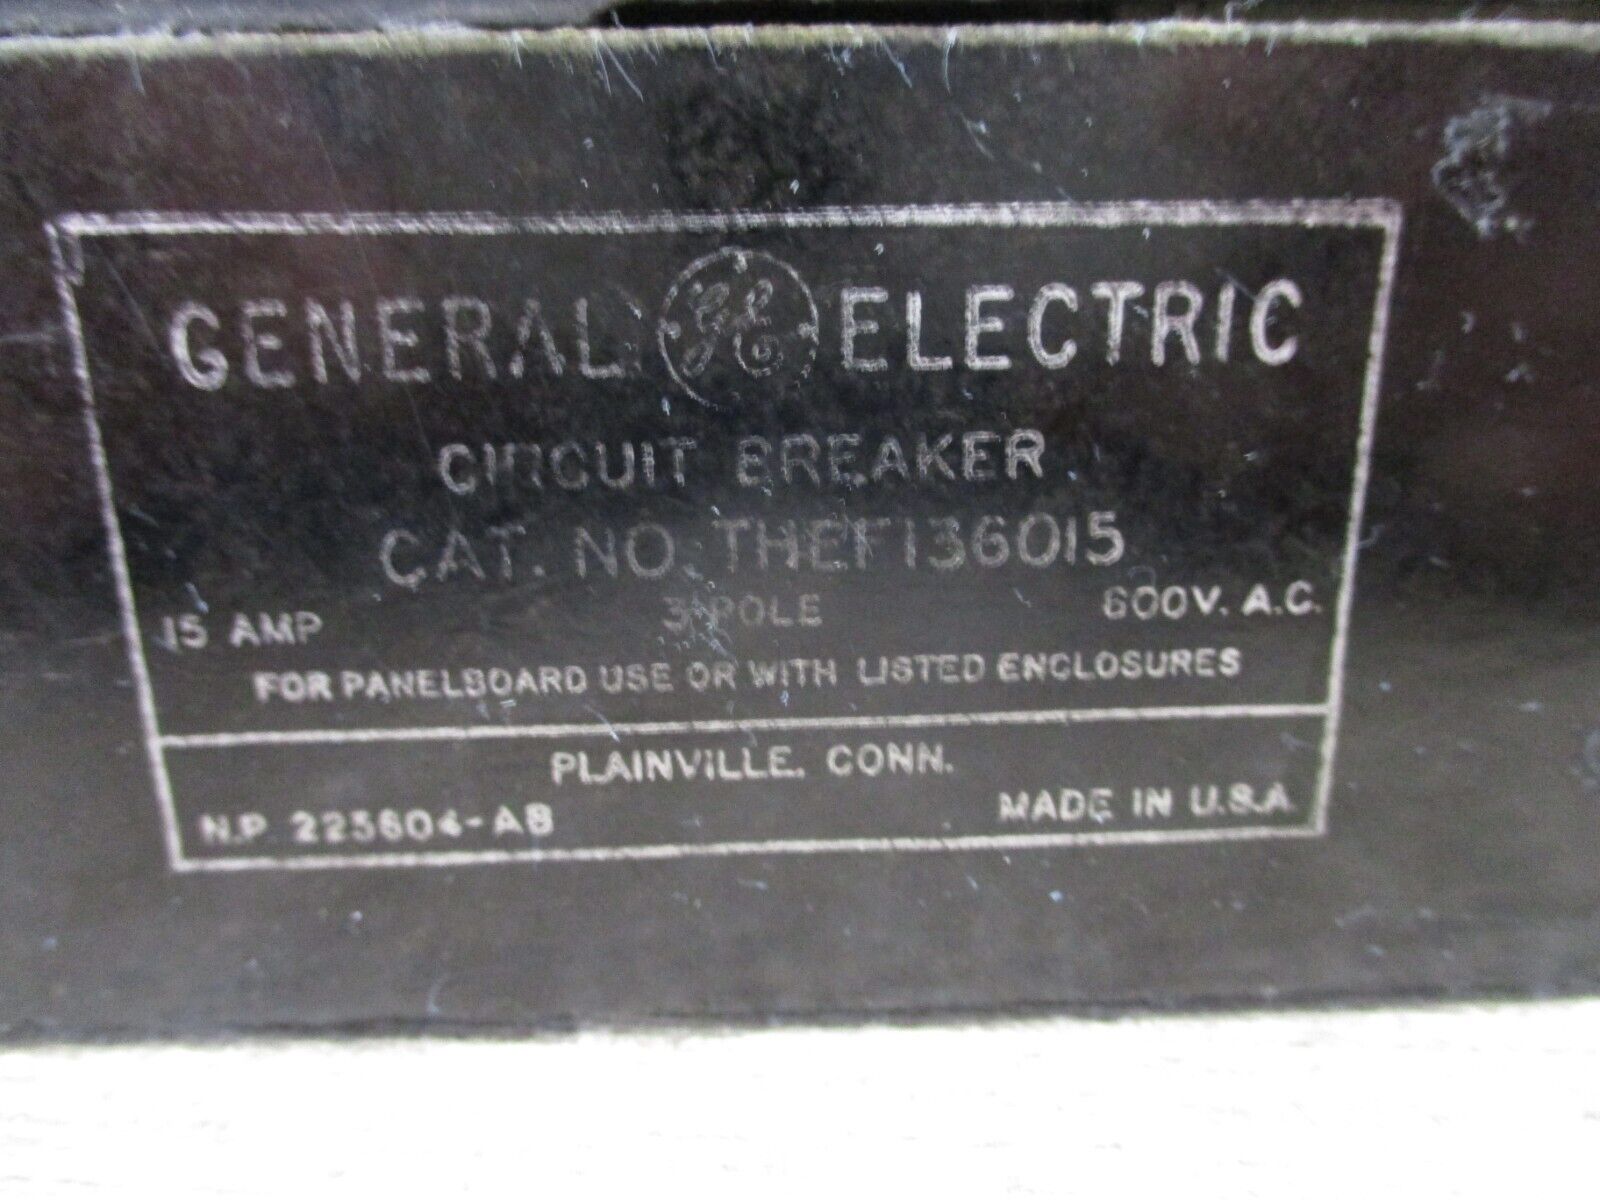 GENERAL GE ELECTRIC
CIRCUIT BREAKER
CAT. NO. THEF136015
15 AMP 3 POLE 600V. A.C.
FOR PANELBOARD USE OR WITH LISTED ENCLOSURES
PLAINVILLE, CONN.
N.P. 225604-AB MADE IN U.S.A.